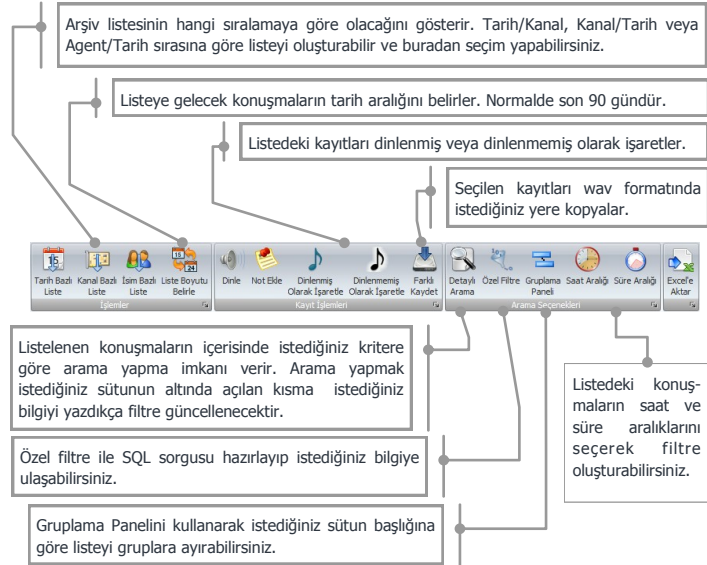 Arşiv listesinin hangi sıralamaya göre olacağını gösterir. Tarih/Kanal, Kanal/Tarih veya
Agent/Tarih sırasına göre listeyi oluşturabilir ve buradan seçim yapabilirsiniz.
Listeye gelecek konuşmaların tarih aralığını belirler. Normalde son 90 gündür.
Listedeki kayıtları dinlenmiş veya dinlenmemiş olarak işaretler.
Seçilen kayıtları wav formatında
istediğiniz yere kopyalar.
Tarih Bazlı Liste
Kanal Bazlı Liste
İsim Bazlı Liste
Liste Boyutu Belirle
İşlemler
Dinle
Not Ekle
Dinlenmiş Olarak İşaretle
Dinlenmemiş Olarak İşaretle
Farklı Kaydet
Kayıt İşlemleri
Detaylı Arama
Özel Filtre
Gruplama Paneli
Saat Aralığı
Süre Aralığı
Arama Seçenekleri
Excel'e Aktar
Listelenen konuşmaların içerisinde istediğiniz kritere
göre arama yapma imkanı verir. Arama yapmak
istediğiniz sütunun altında açılan kısma istediğiniz
bilgiyi yazdıkça filtre güncellenecektir.
Listedeki konuş-
maların saat ve
süre aralıklarını
seçerek filtre
oluşturabilirsiniz.
Özel filtre ile SQL sorgusu hazırlayıp istediğiniz bilgiye
ulaşabilirsiniz.
Gruplama Panelini kullanarak istediğiniz sütun başlığına
göre listeyi gruplara ayırabilirsiniz.